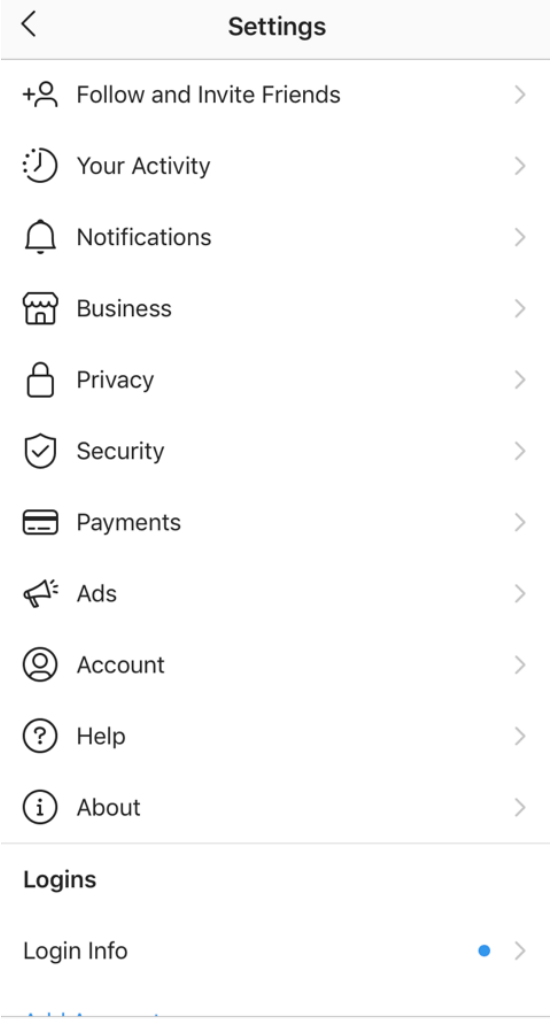 Settings
Follow and Invite Friends
Your Activity
Notifications
Business
Privacy
Security
Payments
Ads
Account
Help
About
Logins
Login Info